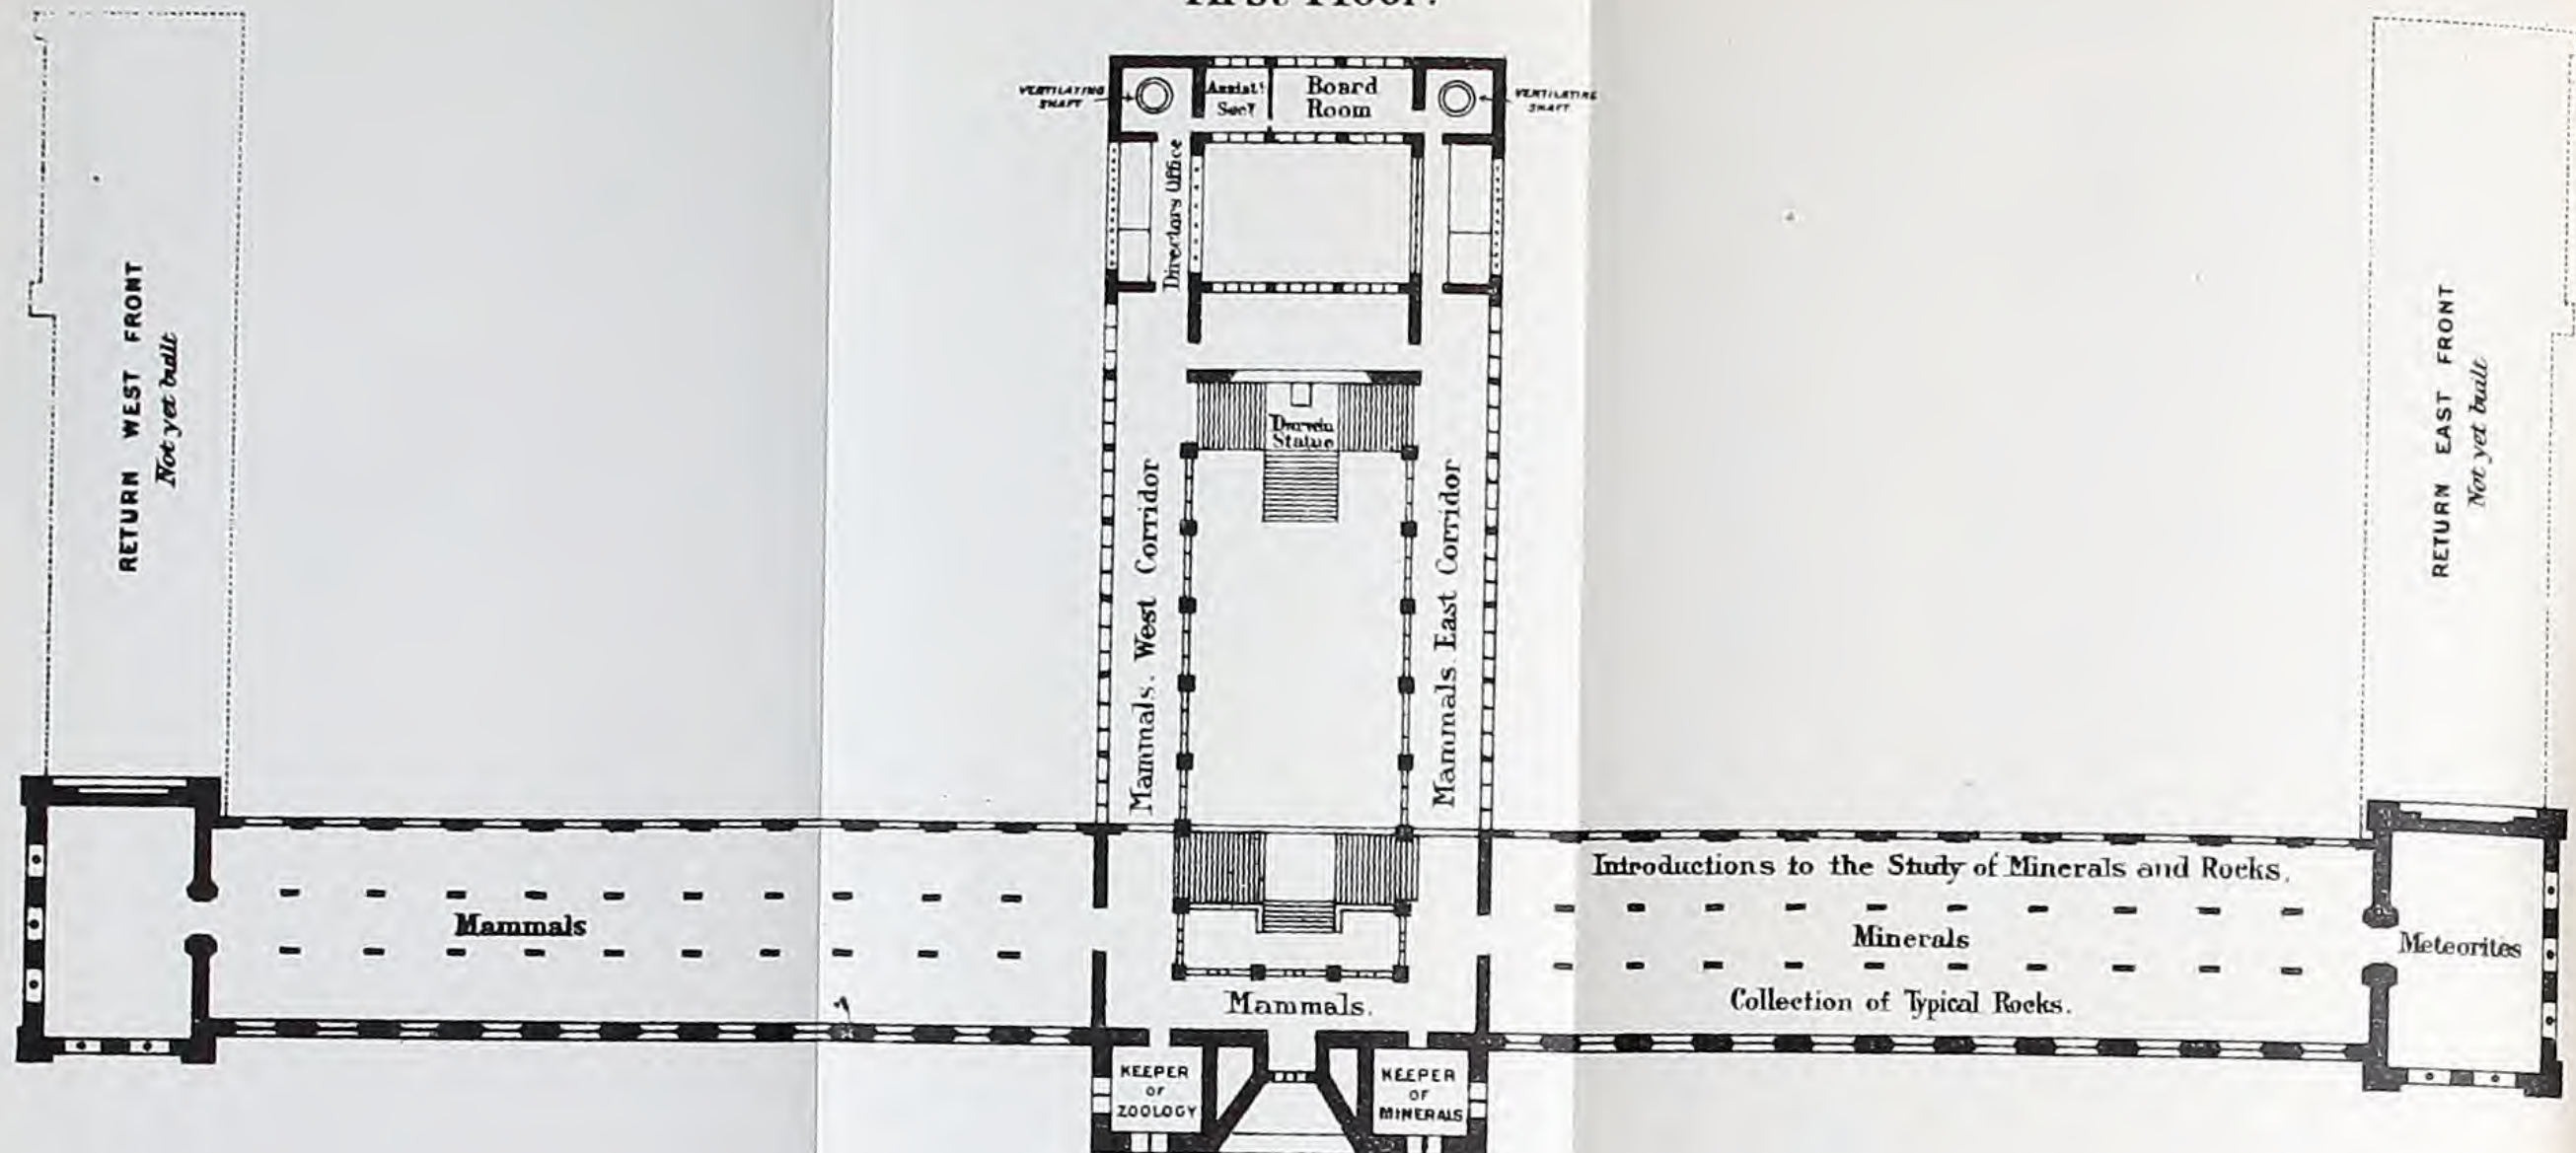 First Floor.
VENTILATING
SHAFT
Assist.t
Sec.y
Board
Room
VENTILATING
SHAFT
Directors Office
RETURN WEST FRONT
Not yet built
Darwin
Statue
RETURN EAST FRONT
Not yet built
Mammals. West Corridor
Mammals. East Corridor
Introductions to the Study of Minerals and Rocks.
Mammals
Minerals
Meteorites
Mammals.
Collection of Typical Rocks.
KEEPER
OF
ZOOLOGY
KEEPER
OF
MINERALS